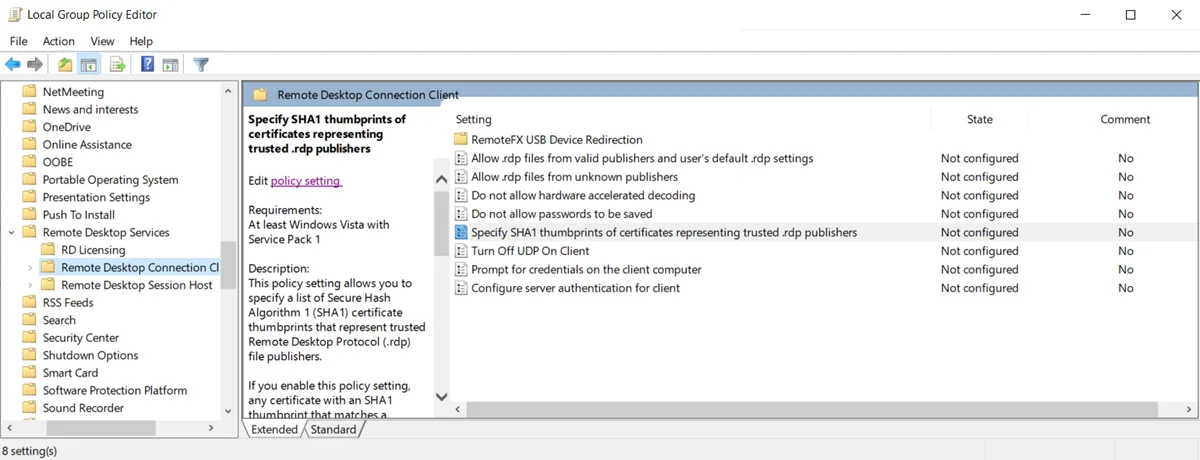 Local Group Policy Editor
File Action View Help
NetMeeting
News and interests
OneDrive
Online Assistance
OOBE
Portable Operating System
Presentation Settings
Push To Install
Remote Desktop Services
RD Licensing
Remote Desktop Connection Cl
Remote Desktop Session Host
RSS Feeds
Search
Security Center
Shutdown Options
Smart Card
Software Protection Platform
Sound Recorder
Remote Desktop Connection Client
Specify SHA1 thumbprints of
certificates representing
trusted .rdp publishers
Edit policy setting
Requirements:
At least Windows Vista with
Service Pack 1
Description:
This policy setting allows you to
specify a list of Secure Hash
Algorithm 1 (SHA1) certificate
thumbprints that represent trusted
Remote Desktop Protocol (.rdp)
file publishers.
If you enable this policy setting,
any certificate with an SHA1
thumbprint that matches a
Setting State Comment
RemoteFX USB Device Redirection
Allow .rdp files from valid publishers and user's default .rdp settings Not configured No
Allow .rdp files from unknown publishers Not configured No
Do not allow hardware accelerated decoding Not configured No
Do not allow passwords to be saved Not configured No
Specify SHA1 thumbprints of certificates representing trusted .rdp publishers Not configured No
Turn Off UDP On Client Not configured No
Prompt for credentials on the client computer Not configured No
Configure server authentication for client Not configured No
Extended Standard
8 setting(s)